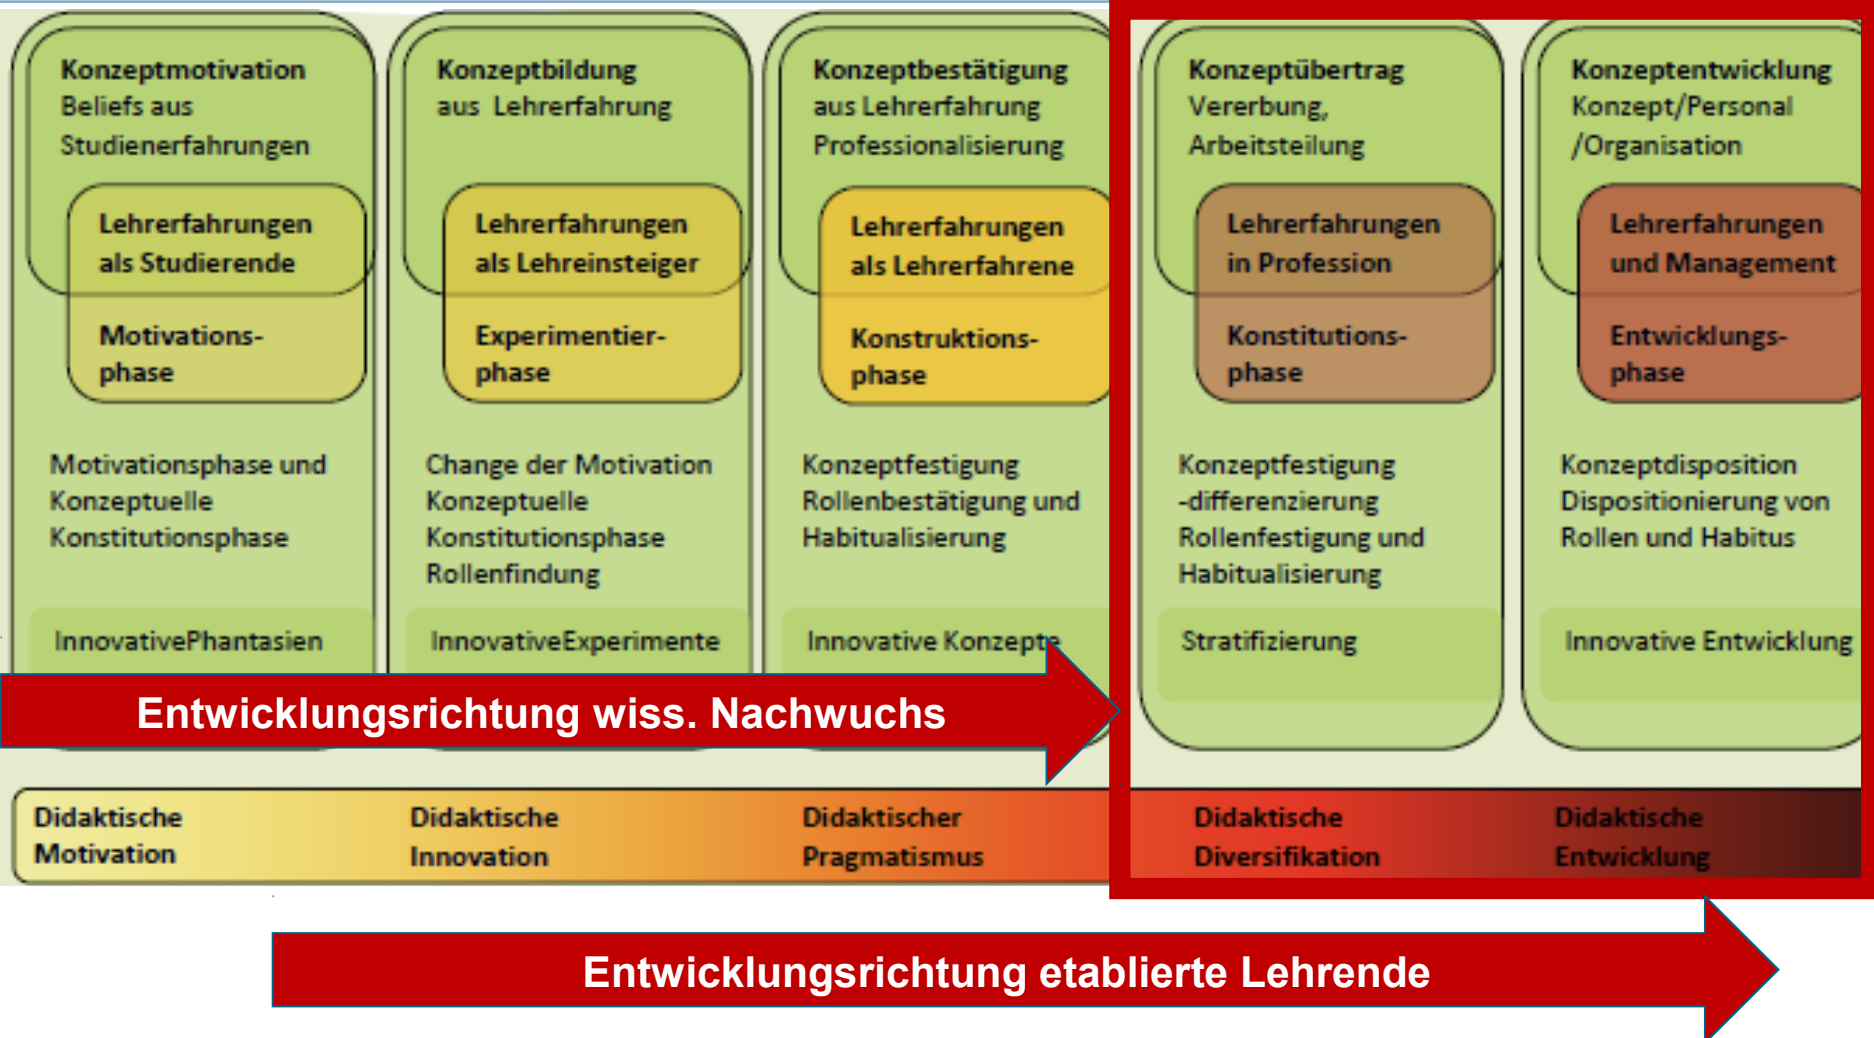 Konzeptmotivation
Beliefs aus
Studienerfahrungen
Lehrerfahrungen
als Studierende
Motivations-
phase
Motivationsphase und
Konzeptuelle
Konstitutionsphase
InnovativePhantasien
Konzeptbildung
aus Lehrerfahrung
Lehrerfahrungen
als Lehreinsteiger
Experimentier-
phase
Change der Motivation
Konzeptuelle
Konstitutionsphase
Rollenfindung
InnovativeExperimente
Konzeptbestätigung
aus Lehrerfahrung
Professionalisierung
Lehrerfahrungen
als Lehrerfahrene
Konstruktions-
phase
Konzeptfestigung
Rollenbestätigung und
Habitualisierung
Innovative Konzepte
Konzeptübertrag
Vererbung,
Arbeitsteilung
Lehrerfahrungen
in Profession
Konstitutions-
phase
Konzeptfestigung
-differenzierung
Rollenfestigung und
Habitualisierung
Stratifizierung
Konzeptentwicklung
Konzept/Personal
/Organisation
Lehrerfahrungen
und Management
Entwicklungs-
phase
Konzeptdisposition
Dispositionierung von
Rollen und Habitus
Innovative Entwicklung
Entwicklungsrichtung wiss. Nachwuchs
Didaktische
Motivation
Didaktische
Innovation
Didaktischer
Pragmatismus
Didaktische
Diversifikation
Didaktische
Entwicklung
Entwicklungsrichtung etablierte Lehrende